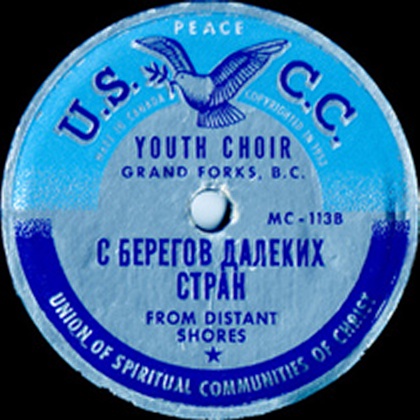 PEACE
U.S. C.C.
MADE IN CANADA
COPYRIGHTED IN 1952
YOUTH CHOIR
GRAND FORKS, B.C.
MC-113B
С БЕРЕГОВ ДАЛЕКИХ
СТРАН
FROM DISTANT
SHORES
UNION OF SPIRITUAL COMMUNITIES OF CHRIST